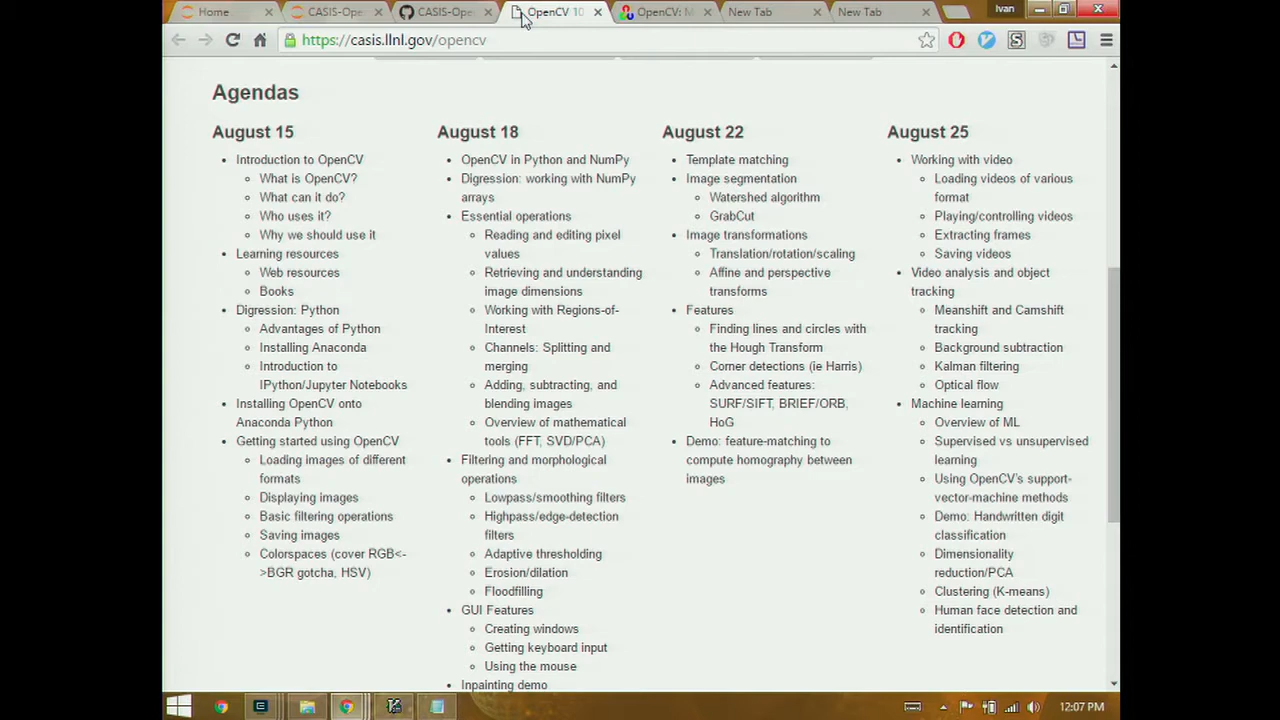 Home
CASIS-Ope
CASIS-Ope
OpenCV 10
OpenCV: M
New Tab
New Tab
Ivan
https://casis.llnl.gov/opencv
Agendas
August 15
Introduction to OpenCV
What is OpenCV?
What can it do?
Who uses it?
Why we should use it
Learning resources
Web resources
Books
Digression: Python
Advantages of Python
Installing Anaconda
Introduction to
IPython/Jupyter Notebooks
Installing OpenCV onto
Anaconda Python
Getting started using OpenCV
Loading images of different
formats
Displaying images
Basic filtering operations
Saving images
Colorspaces (cover RGB<-
>BGR gotcha, HSV)
August 18
OpenCV in Python and NumPy
Digression: working with NumPy
arrays
Essential operations
Reading and editing pixel
values
Retrieving and understanding
image dimensions
Working with Regions-of-
Interest
Channels: Splitting and
merging
Adding, subtracting, and
blending images
Overview of mathematical
tools (FFT, SVD/PCA)
Filtering and morphological
operations
Lowpass/smoothing filters
Highpass/edge-detection
filters
Adaptive thresholding
Erosion/dilation
Floodfilling
GUI Features
Creating windows
Getting keyboard input
Using the mouse
Inpainting demo
August 22
Template matching
Image segmentation
Watershed algorithm
GrabCut
Image transformations
Translation/rotation/scaling
Affine and perspective
transforms
Features
Finding lines and circles with
the Hough Transform
Corner detections (ie Harris)
Advanced features:
SURF/SIFT, BRIEF/ORB,
HoG
Demo: feature-matching to
compute homography between
images
August 25
Working with video
Loading videos of various
format
Playing/controlling videos
Extracting frames
Saving videos
Video analysis and object
tracking
Meanshift and Camshift
tracking
Background subtraction
Kalman filtering
Optical flow
Machine learning
Overview of ML
Supervised vs unsupervised
learning
Using OpenCV's support-
vector-machine methods
Demo: Handwritten digit
classification
Dimensionality
reduction/PCA
Clustering (K-means)
Human face detection and
identification
12:07 PM